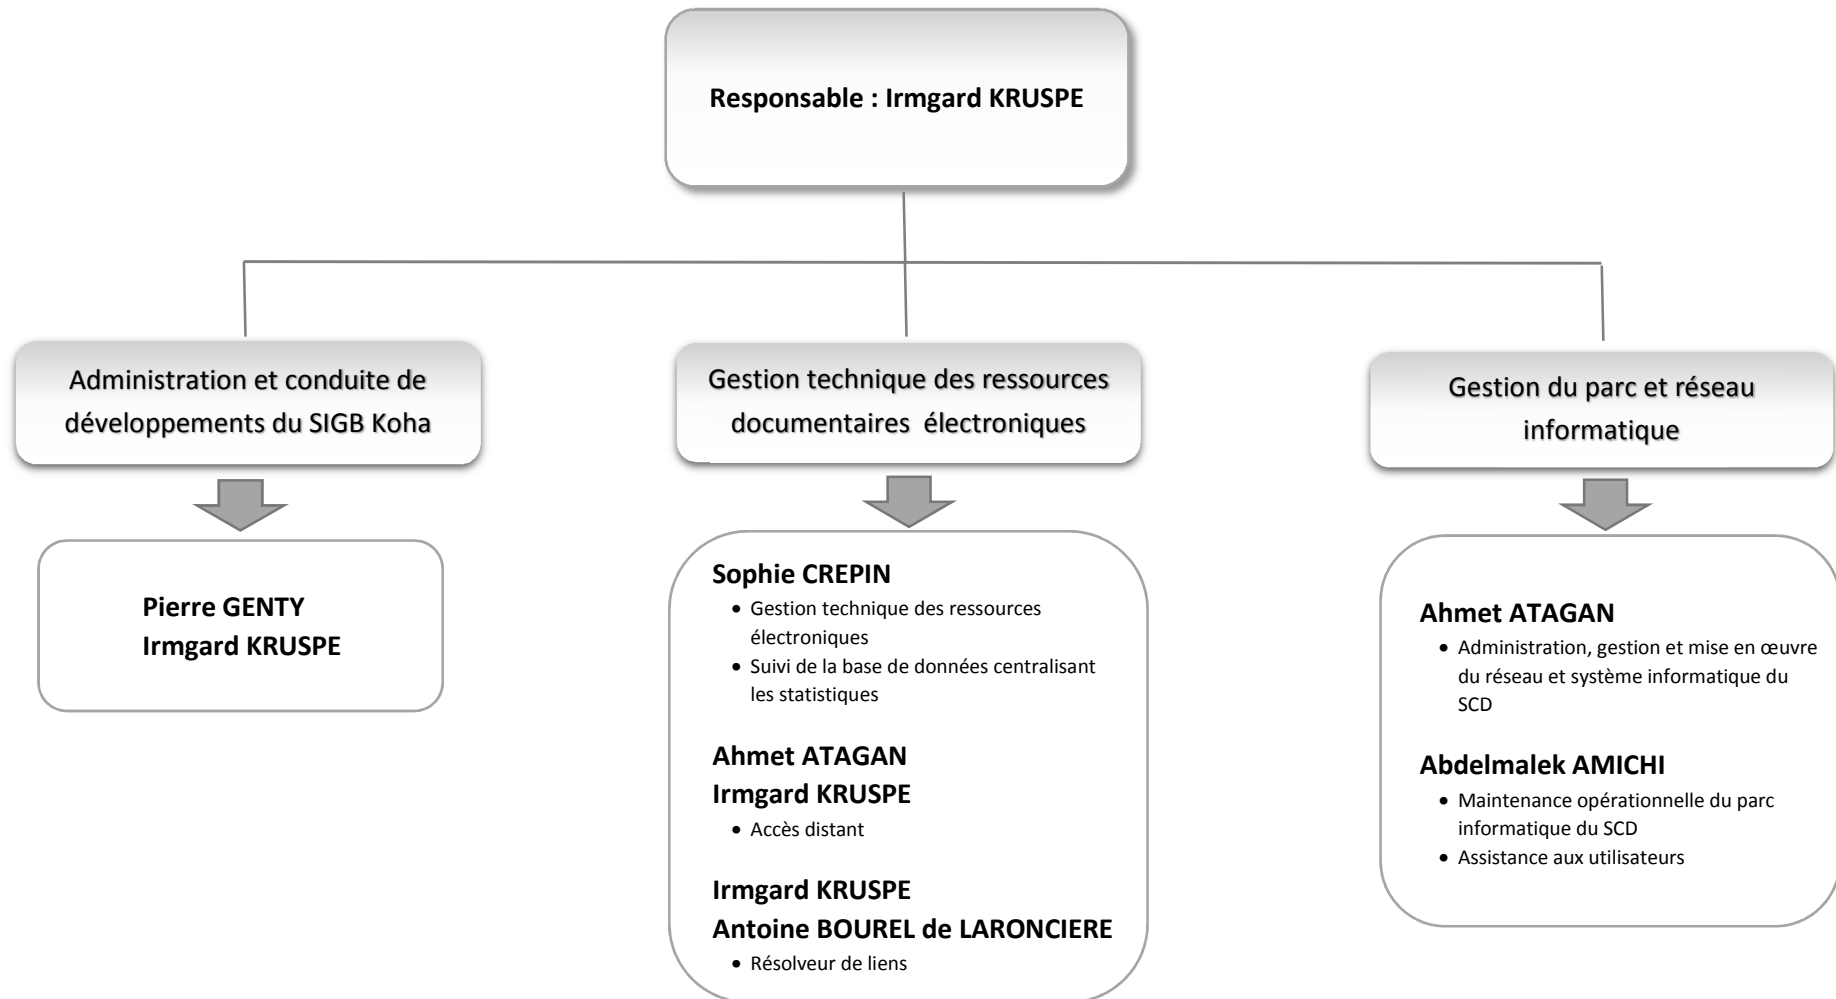 Responsable : Irmgard KRUSPE
Administration et conduite de
développements du SIGB Koha
Gestion technique des ressources
documentaires électroniques
Gestion du parc et réseau
informatique
Pierre GENTY
Irmgard KRUSPE
Sophie CREPIN
• Gestion technique des ressources
électroniques
• Suivi de la base de données centralisant
les statistiques
Ahmet ATAGAN
Irmgard KRUSPE
• Accès distant
Irmgard KRUSPE
Antoine BOUREL de LARONCIERE
• Résolveur de liens
Ahmet ATAGAN
• Administration, gestion et mise en œuvre
du réseau et système informatique du
SCD
Abdelmalek AMICHI
• Maintenance opérationnelle du parc
informatique du SCD
• Assistance aux utilisateurs